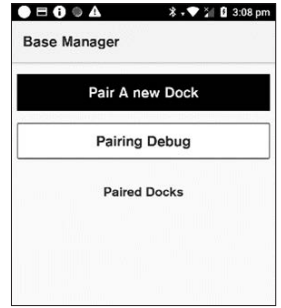 3:08 pm
Base Manager
Pair A new Dock
Pairing Debug
Paired Docks